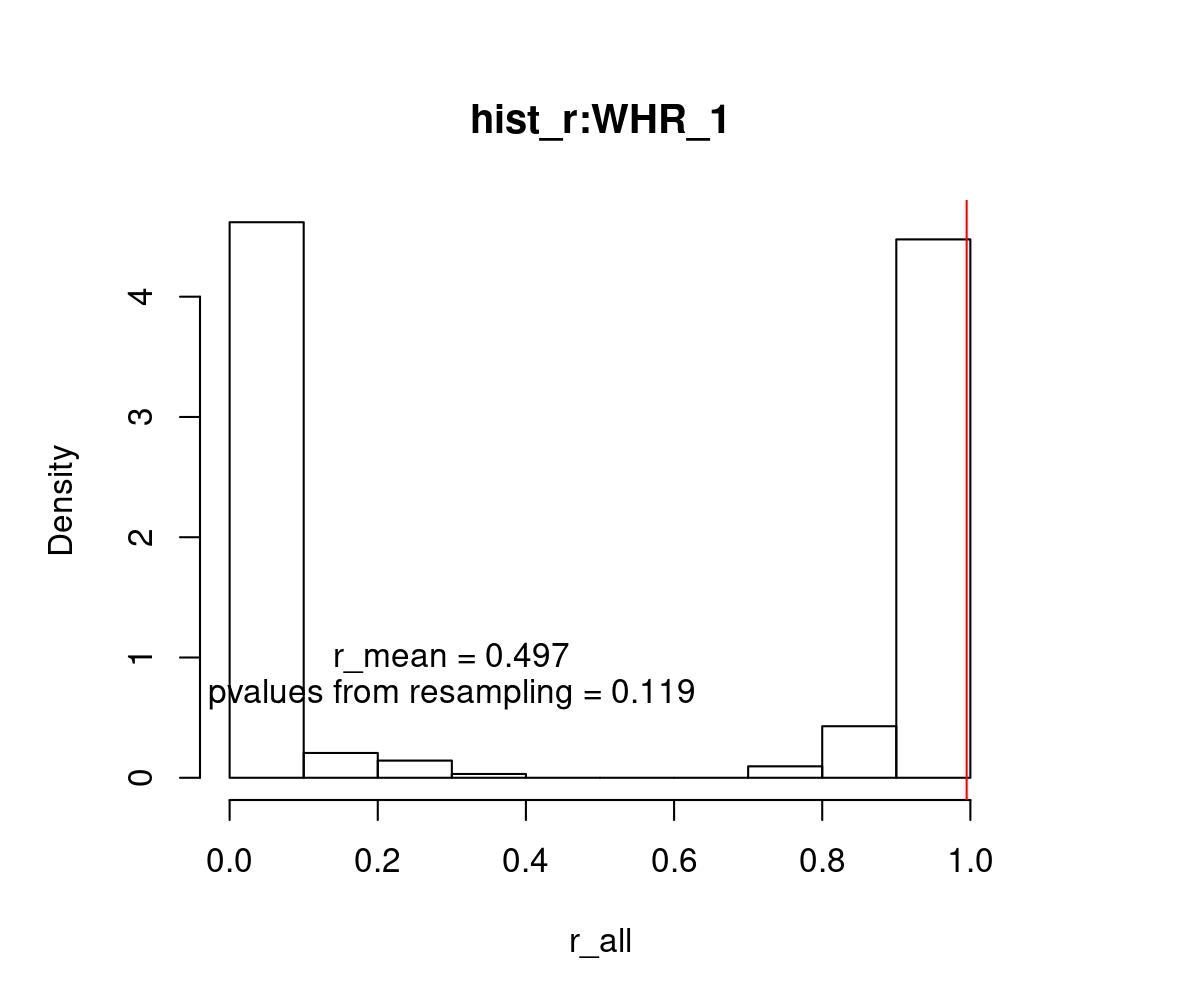 hist_r:WHR_1
Density
4
3
2
1
0
r_mean = 0.497
pvalues from resampling = 0.119
0.0 0.2 0.4 0.6 0.8 1.0
r_all